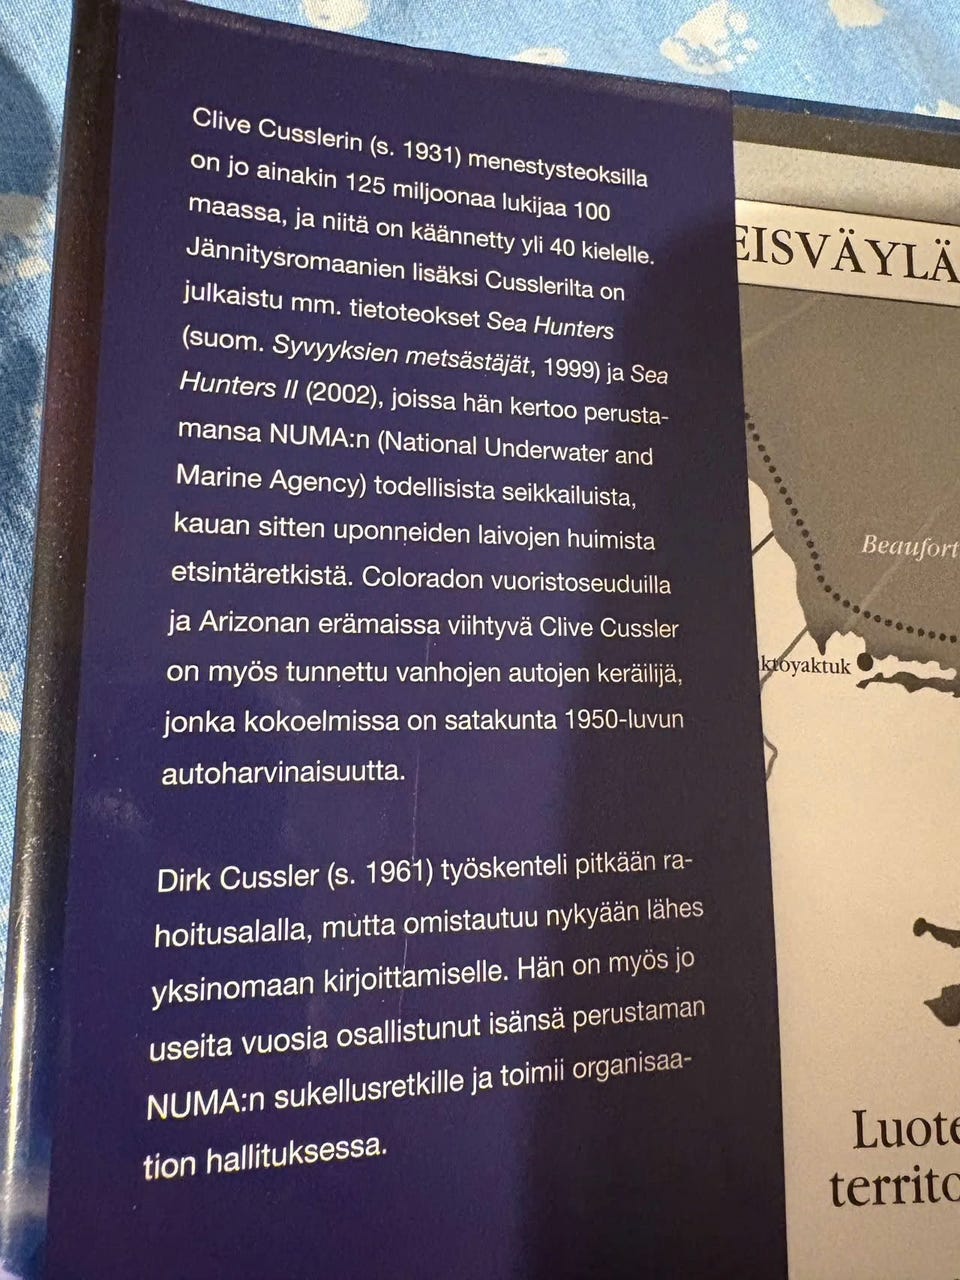 Clive Cusslerin (s. 1931) menestysteoksilla
on jo ainakin 125 miljoonaa lukijaa 100
maassa, ja niitä on käännetty yli 40 kielelle.
Jännitysromaanien lisäksi Cusslerilta on
julkaistu mm. tietoteokset Sea Hunters
(suom. Syvyyksien metsästäjät, 1999) ja Sea
Hunters II (2002), joissa hän kertoo perusta-
mansa NUMA:n (National Underwater and
Marine Agency) todellisista seikkailuista,
kauan sitten uponneiden laivojen huimista
etsintäretkistä. Coloradon vuoristoseuduilla
ja Arizonan erämaissa viihtyvä Clive Cussler
on myös tunnettu vanhojen autojen keräilijä,
jonka kokoelmissa on satakunta 1950-luvun
autoharvinaisuutta.
Dirk Cussler (s. 1961) työskenteli pitkään ra-
hoitusalalla, mutta omistautuu nykyään lähes
yksinomaan kirjoittamiselle. Hän on myös jo
useita vuosia osallistunut isänsä perustaman
NUMA:n sukellusretkille ja toimii organisaa-
tion hallituksessa.
EISVÄYLÄ
Beaufort
ktoyaktuk
Luote
territo